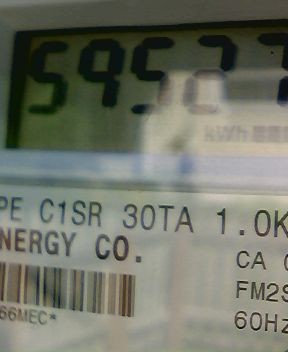 5952
kWh
PE C1SR 30TA 1.0K
NERGY CO.
CA
FM2S
66MEC*
60Hz